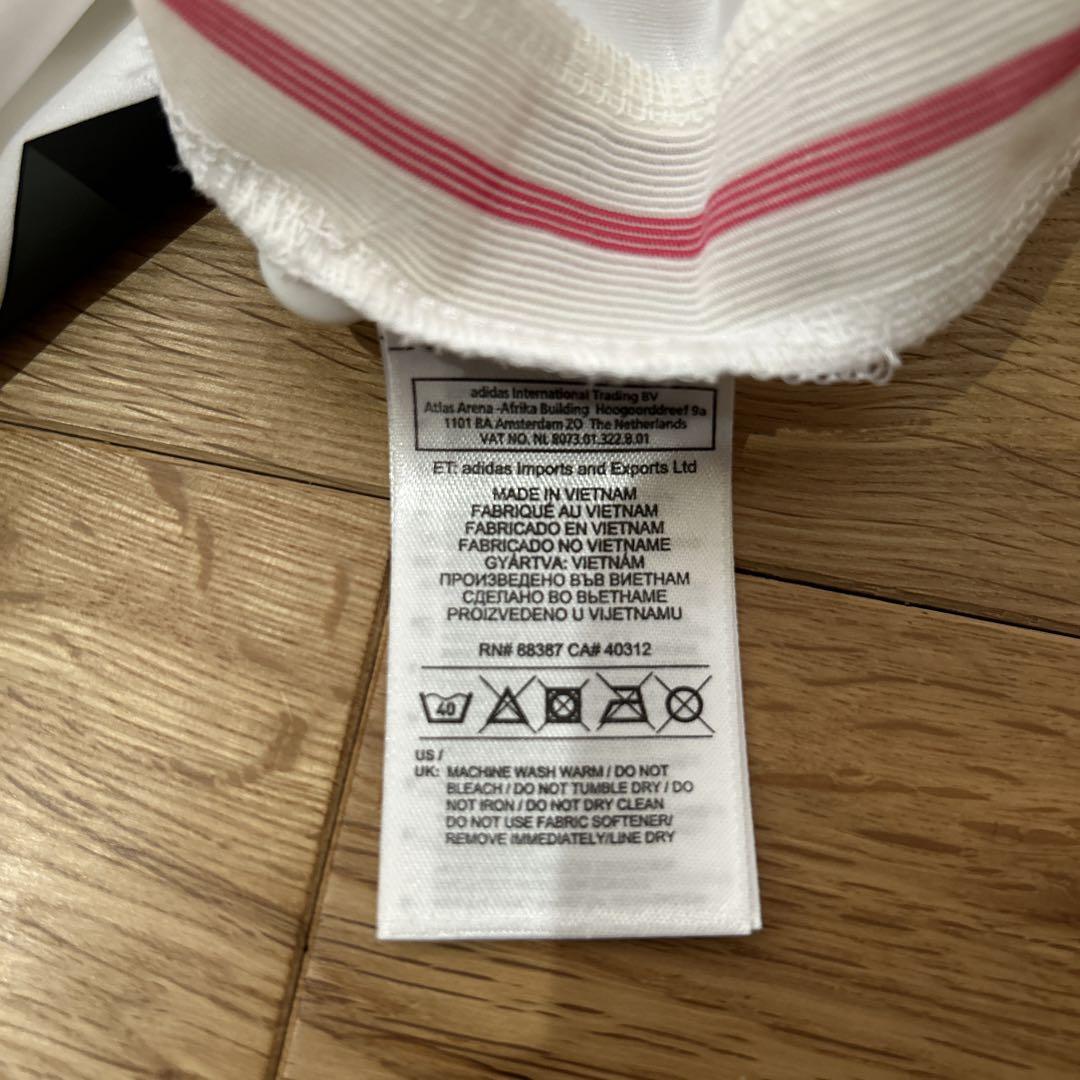 adidas International Trading BV
Atlas Arena -Afrika Building Hoogoorddreef 9a
1101 BA Amsterdam ZO The Netherlands
VAT NO. NL 8073.01.322.B.01
ET: adidas Imports and Exports Ltd
MADE IN VIETNAM
FABRIQUÉ AU VIETNAM
FABRICADO EN VIETNAM
FABRICADO NO VIETNAME
GYÁRTVA: VIETNÁM
ПРОИЗВЕДЕНО ВЪВ ВИЕТНАМ
СДЕЛАНО ВО ВЬЕТНАМЕ
PROIZVEDENO U VIJETNAMU
RN# 88387 CA# 40312
40
US /
UK: MACHINE WASH WARM / DO NOT
BLEACH / DO NOT TUMBLE DRY / DO
NOT IRON / DO NOT DRY CLEAN
DO NOT USE FABRIC SOFTENER/
REMOVE IMMEDIATELY/LINE DRY